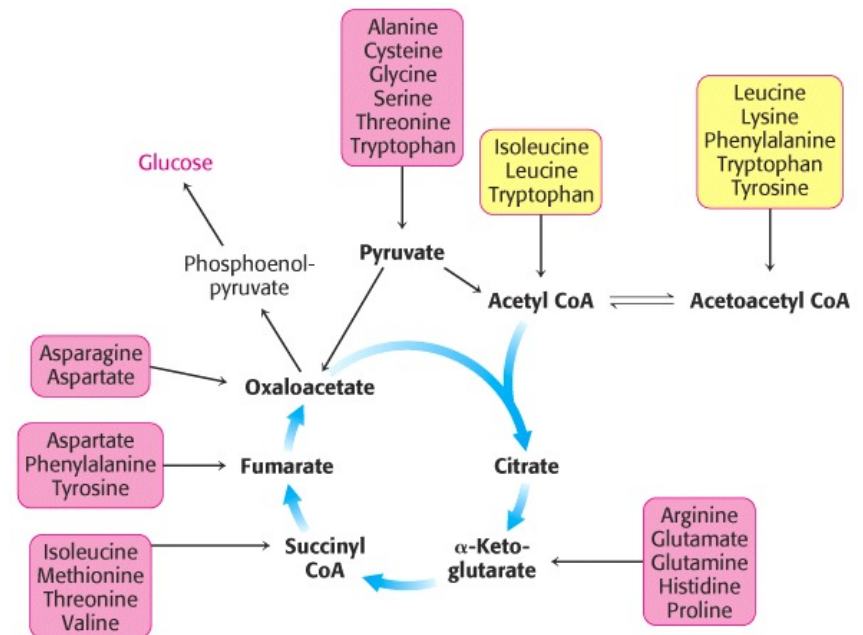 Alanine
Cysteine
Glycine
Serine
Threonine
Tryptophan
Leucine
Lysine
Phenylalanine
Tryptophan
Tyrosine
Isoleucine
Leucine
Tryptophan
Glucose
Phosphoenol-
pyruvate
Pyruvate
Acetyl CoA
Acetoacetyl CoA
Asparagine
Aspartate
Oxaloacetate
Aspartate
Phenylalanine
Tyrosine
Fumarate
Citrate
Isoleucine
Methionine
Threonine
Valine
Succinyl
CoA
α-Keto-
glutarate
Arginine
Glutamate
Glutamine
Histidine
Proline